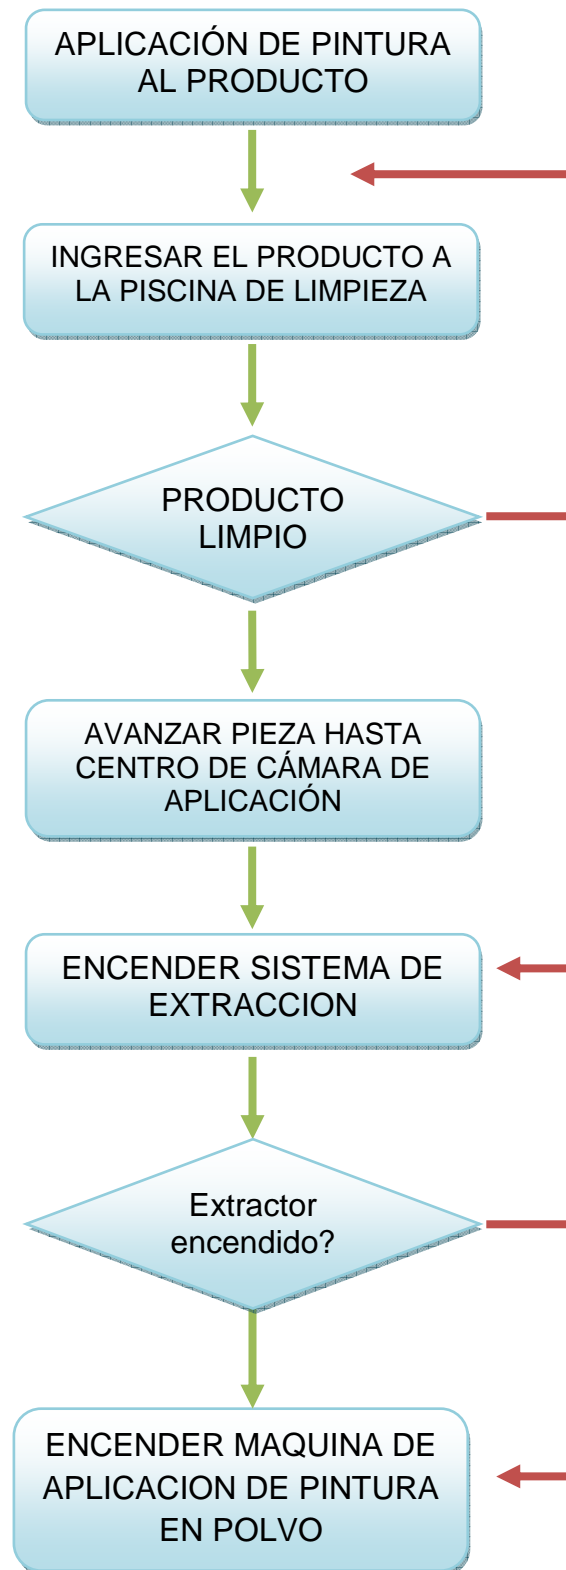 APLICACIÓN DE PINTURA
AL PRODUCTO
INGRESAR EL PRODUCTO A
LA PISCINA DE LIMPIEZA
PRODUCTO
LIMPIO
AVANZAR PIEZA HASTA
CENTRO DE CÁMARA DE
APLICACIÓN
ENCENDER SISTEMA DE
EXTRACCION
Extractor
encendido?
ENCENDER MAQUINA DE
APLICACION DE PINTURA
EN POLVO